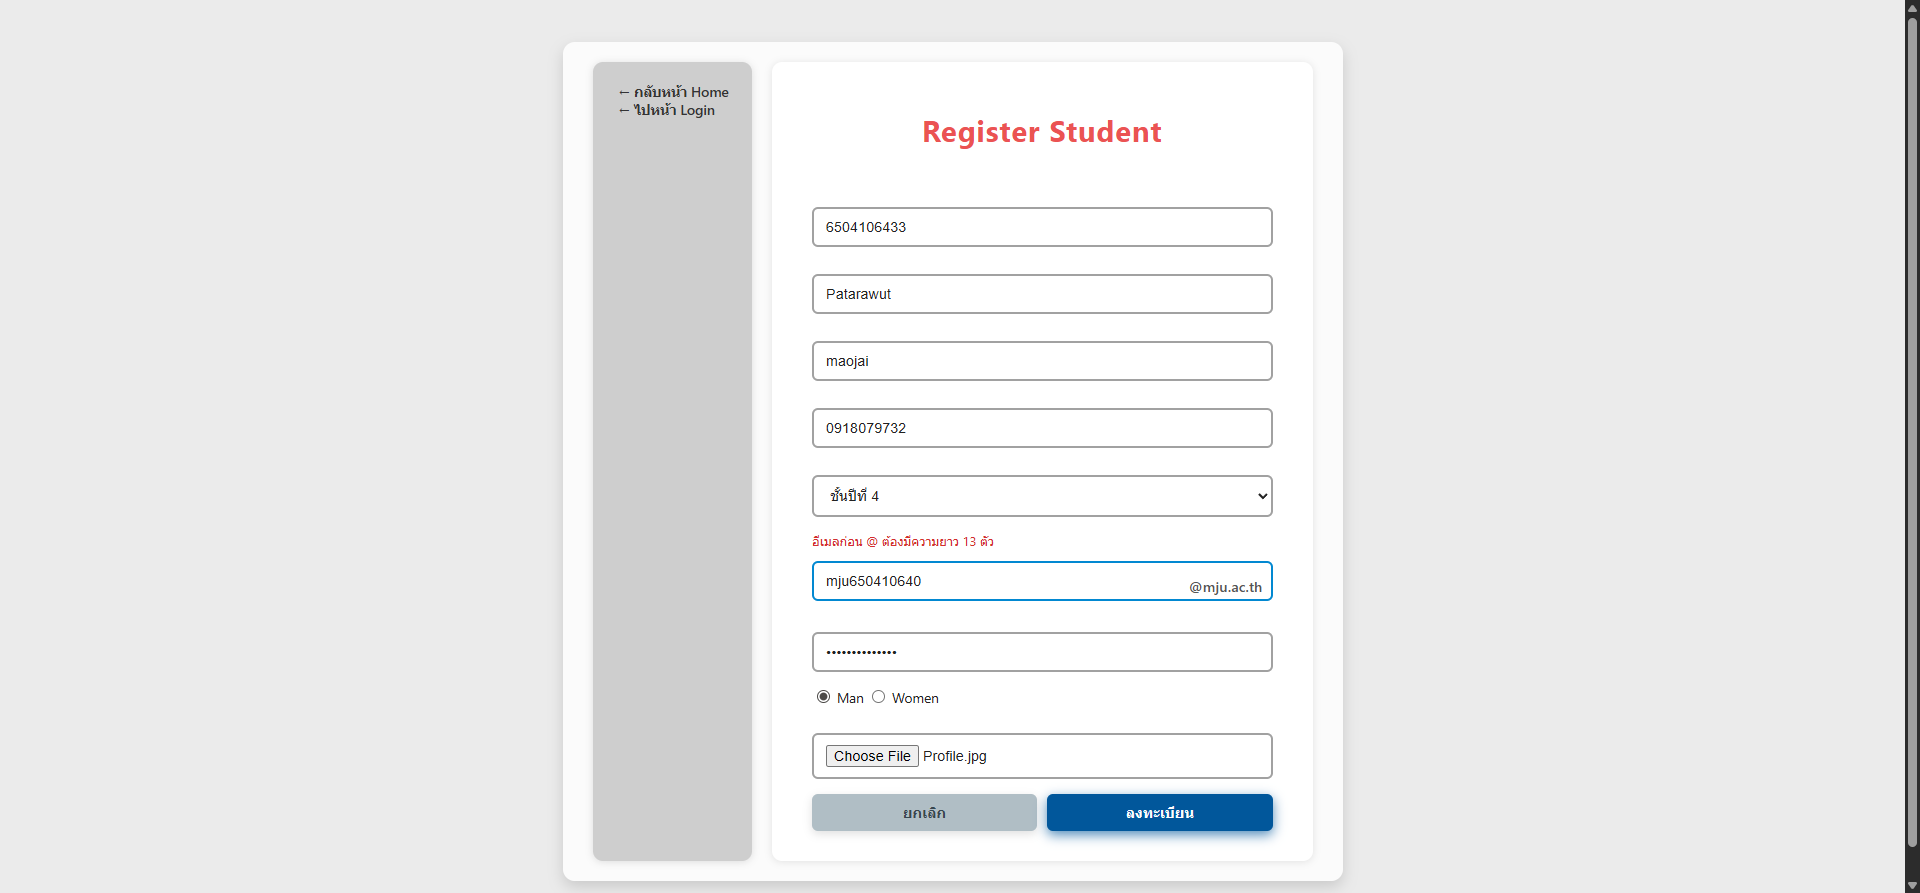 ← กลับหน้า Home
← ไปหน้า Login
Register Student
6504106433
Patarawut
maojai
0918079732
ชั้นปีที่ 4
อีเมลก่อน @ ต้องมีความยาว 13 ตัว
mju650410640
@mju.ac.th
••••••••••••••
Man Women
Choose File Profile.jpg
ยกเลิก ลงทะเบียน